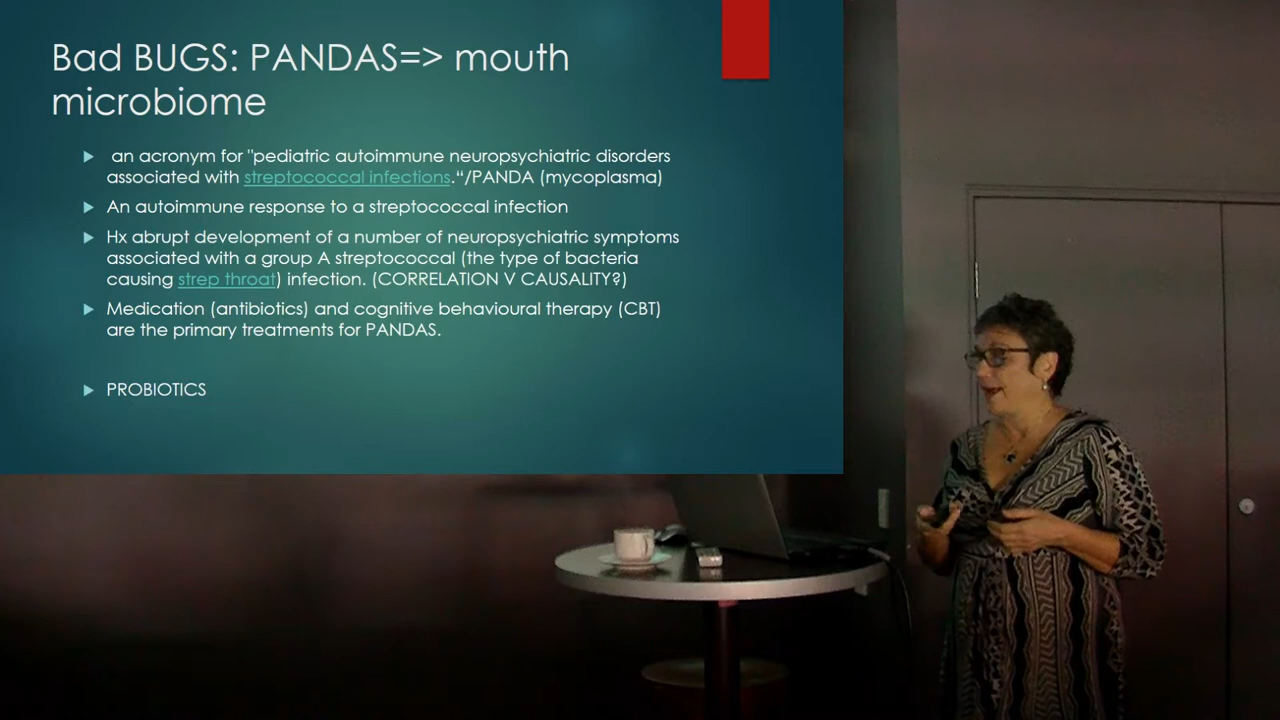 Bad BUGS: PANDAS=> mouth
microbiome
an acronym for "pediatric autoimmune neuropsychiatric disorders
associated with streptococcal infections.“/PANDA (mycoplasma)
An autoimmune response to a streptococcal infection
Hx abrupt development of a number of neuropsychiatric symptoms
associated with a group A streptococcal (the type of bacteria
causing strep throat) infection. (CORRELATION V CAUSALITY?)
Medication (antibiotics) and cognitive behavioural therapy (CBT)
are the primary treatments for PANDAS.
PROBIOTICS